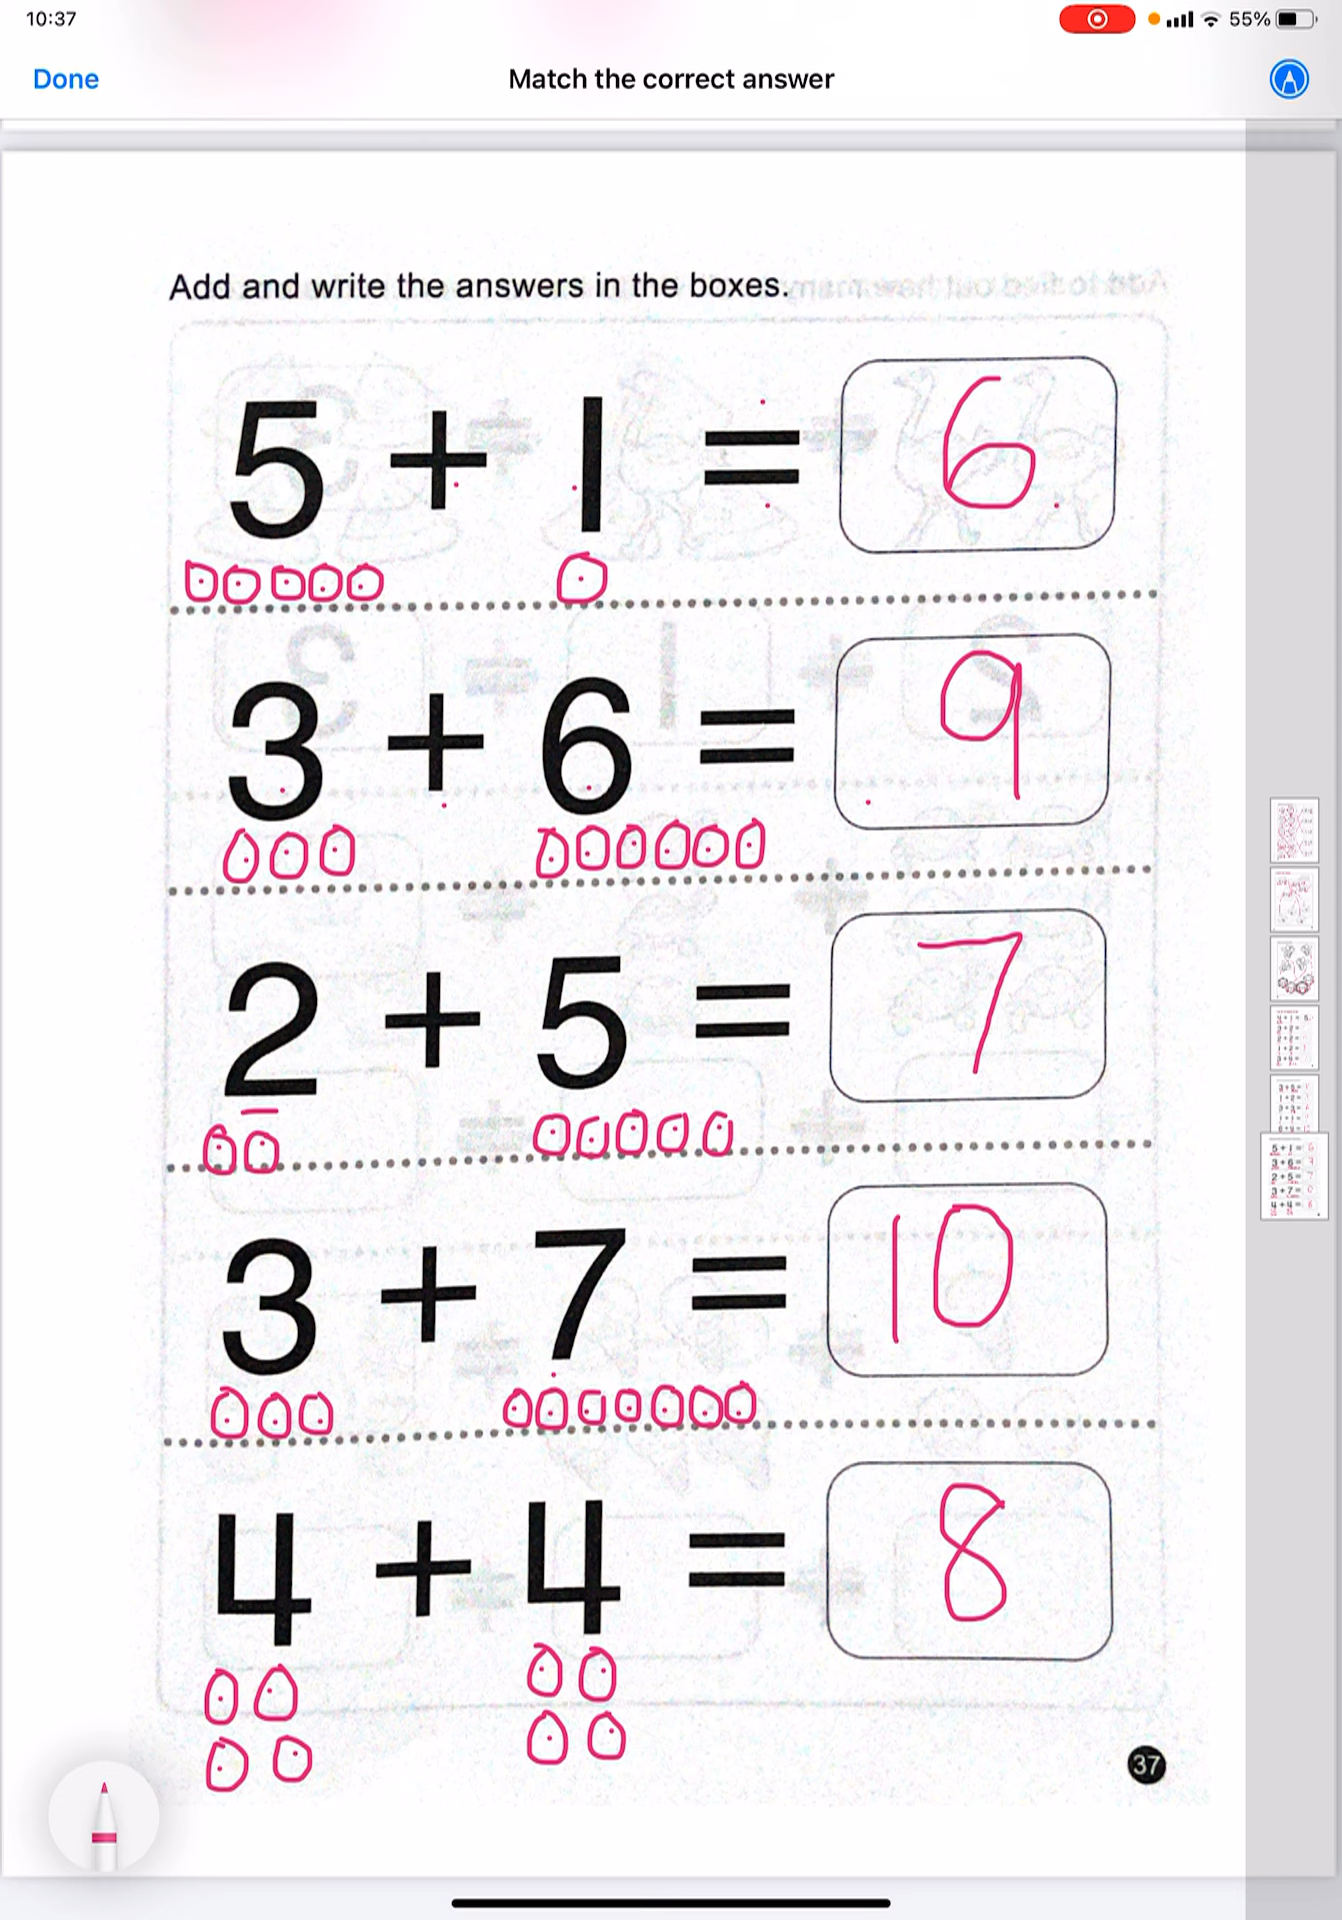 10:37
55%
Done
Match the correct answer
Add and write the answers in the boxes.
5 + 1 = 6
3 + 6 = 9
2 + 5 = 7
3 + 7 = 10
4 + 4 = 8
37